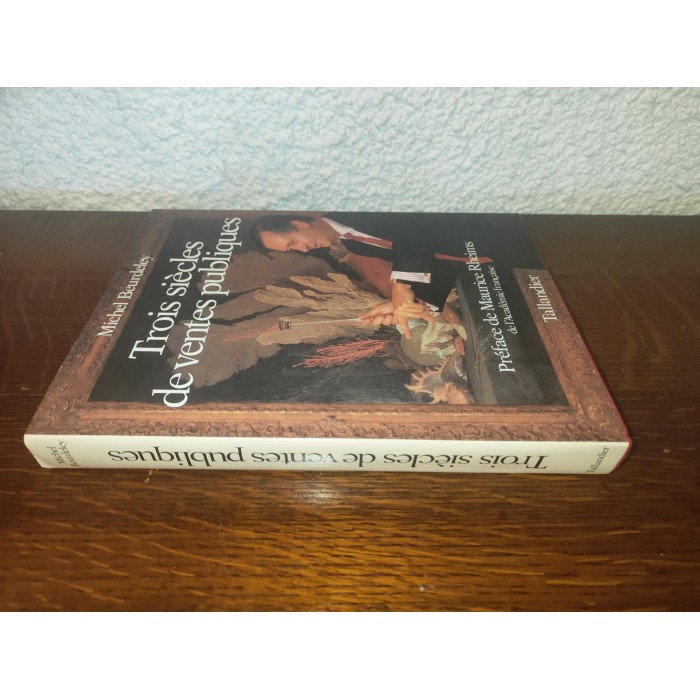 Michel Beurdeley
Trois siècles
de ventes publiques
Préface de Maurice Rheims
de l'Académie française
Tallandier
Michel
Beurdeley
Trois siècles de ventes publiques
Tallandier